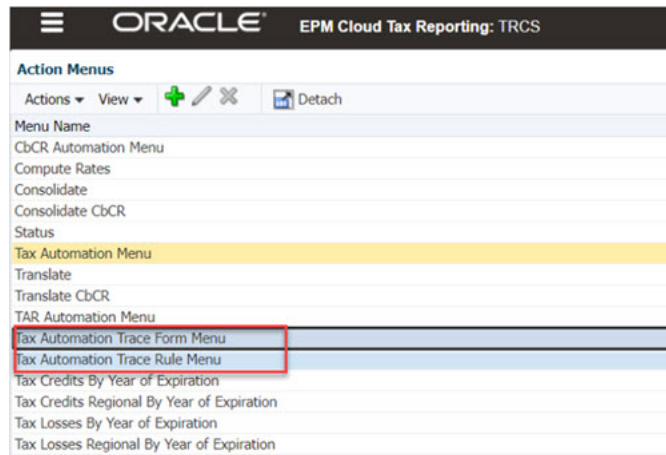 ORACLE® EPM Cloud Tax Reporting: TRCS
Action Menus
Actions View Detach
Menu Name
CbCR Automation Menu
Compute Rates
Consolidate
Consolidate CbCR
Status
Tax Automation Menu
Translate
Translate CbCR
TAR Automation Menu
Tax Automation Trace Form Menu
Tax Automation Trace Rule Menu
Tax Credits By Year of Expiration
Tax Credits Regional By Year of Expiration
Tax Losses By Year of Expiration
Tax Losses Regional By Year of Expiration